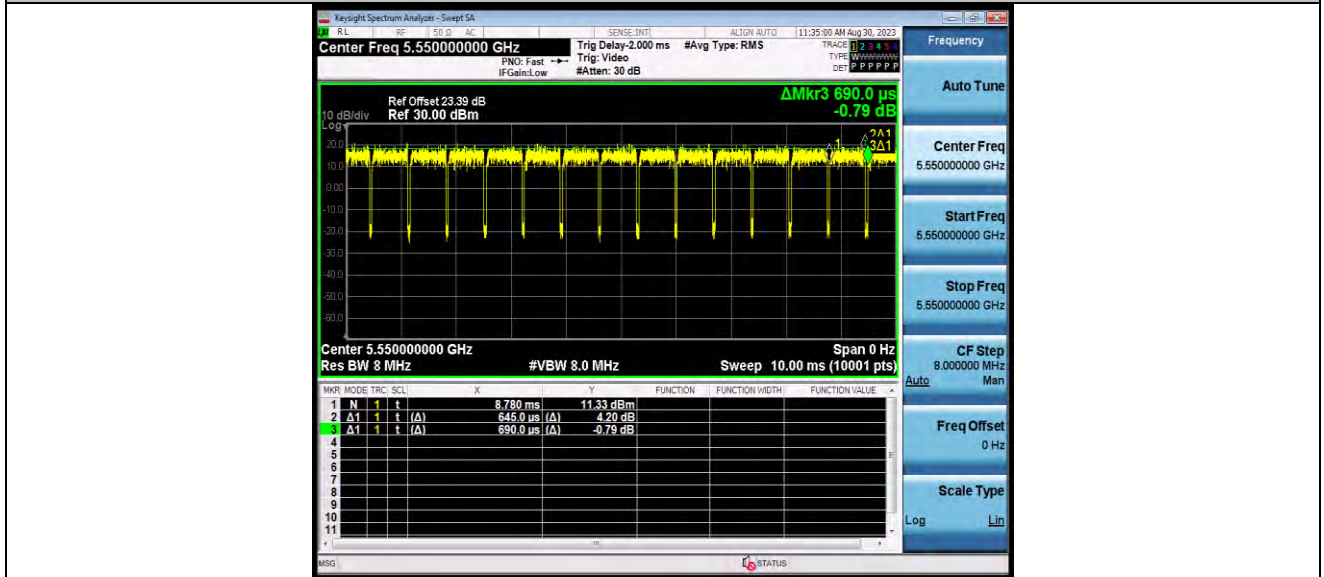 Keysight Spectrum Analyzer - Swept SA
RL RF 50 Ω AC SENSE:INT ALIGN AUTO 11:35:00 AM Aug 30, 2023
Center Freq 5.550000000 GHz
PNO: Fast
IFGain:Low
Trig Delay-2.000 ms
Trig: Video
#Atten: 30 dB
#Avg Type: RMS
TRACE 1 2 3 4 5 6
TYPE WWWWWW
DET P P P P P P
Frequency
Auto Tune
Center Freq
5.550000000 GHz
Start Freq
5.550000000 GHz
Stop Freq
5.550000000 GHz
CF Step
8.000000 MHz
Auto Man
Freq Offset
0 Hz
Scale Type
Log Lin
ΔMkr3 690.0 µs
-0.79 dB
Ref Offset 23.39 dB
10 dB/div Ref 30.00 dBm
Log
20.0
10.0
0.00
-10.0
-20.0
-30.0
-40.0
-50.0
-60.0
1
2Δ1
3Δ1
Center 5.550000000 GHz Span 0 Hz
Res BW 8 MHz #VBW 8.0 MHz Sweep 10.00 ms (10001 pts)
MKR MODE TRC SCL X Y FUNCTION FUNCTION WIDTH FUNCTION VALUE
1 N 1 t 8.780 ms 11.33 dBm
2 Δ1 1 t (Δ) 645.0 µs (Δ) 4.20 dB
3 Δ1 1 t (Δ) 690.0 µs (Δ) -0.79 dB
4
5
6
7
8
9
10
11
MSG STATUS